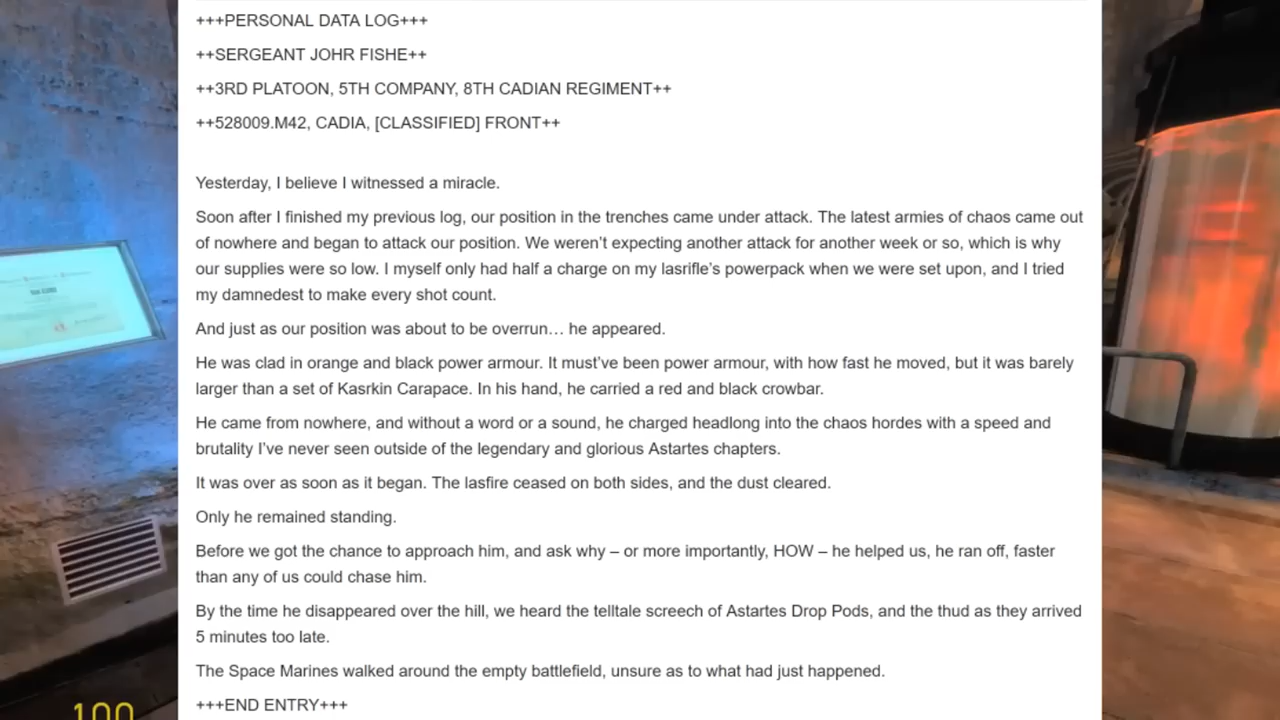 +++PERSONAL DATA LOG+++
++SERGEANT JOHR FISHE++
++3RD PLATOON, 5TH COMPANY, 8TH CADIAN REGIMENT++
++528009.M42, CADIA, [CLASSIFIED] FRONT++
Yesterday, I believe I witnessed a miracle.
Soon after I finished my previous log, our position in the trenches came under attack. The latest armies of chaos came out
of nowhere and began to attack our position. We weren’t expecting another attack for another week or so, which is why
our supplies were so low. I myself only had half a charge on my lasrifle’s powerpack when we were set upon, and I tried
my damnedest to make every shot count.
And just as our position was about to be overrun… he appeared.
He was clad in orange and black power armour. It must’ve been power armour, with how fast he moved, but it was barely
larger than a set of Kasrkin Carapace. In his hand, he carried a red and black crowbar.
He came from nowhere, and without a word or a sound, he charged headlong into the chaos hordes with a speed and
brutality I’ve never seen outside of the legendary and glorious Astartes chapters.
It was over as soon as it began. The lasfire ceased on both sides, and the dust cleared.
Only he remained standing.
Before we got the chance to approach him, and ask why – or more importantly, HOW – he helped us, he ran off, faster
than any of us could chase him.
By the time he disappeared over the hill, we heard the telltale screech of Astartes Drop Pods, and the thud as they arrived
5 minutes too late.
The Space Marines walked around the empty battlefield, unsure as to what had just happened.
+++END ENTRY+++
100